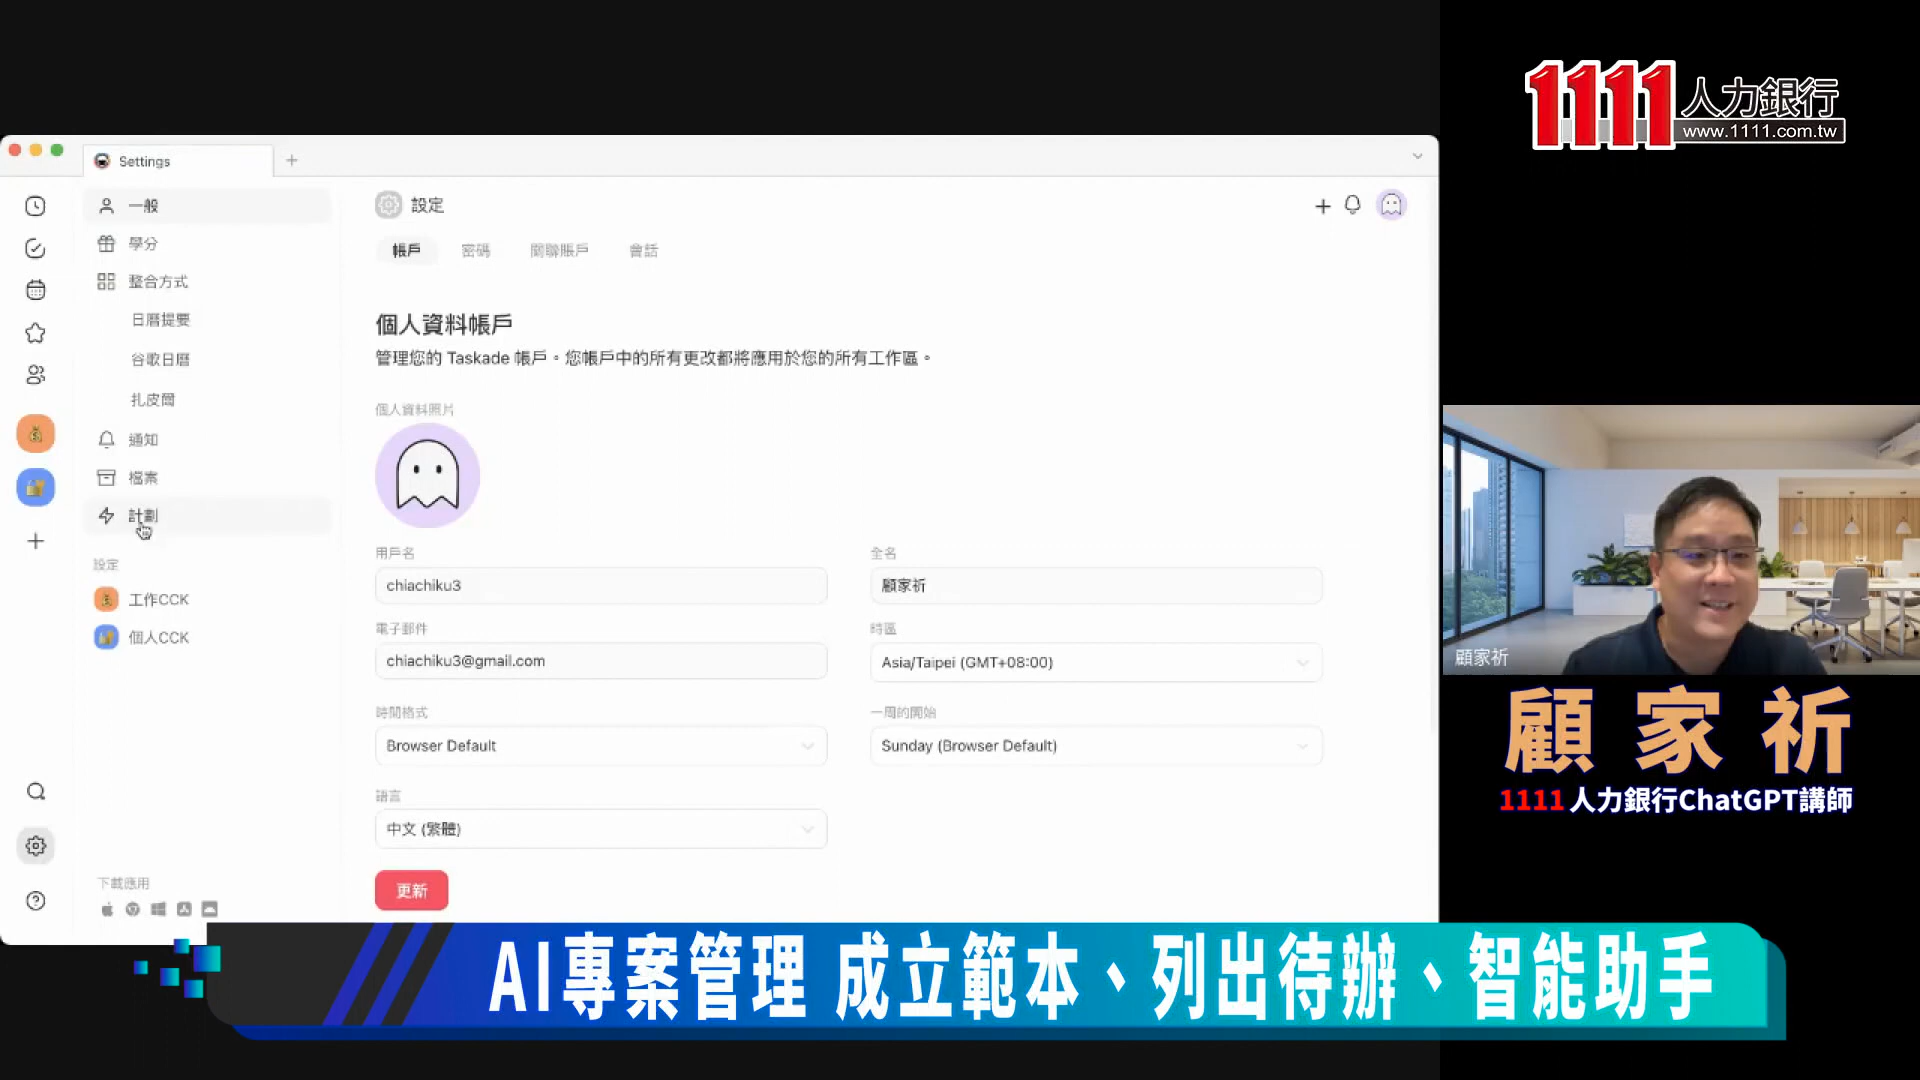 1111人力銀行
www.1111.com.tw
Settings
一般
學分
整合方式
日曆提要
谷歌日曆
扎皮爾
通知
檔案
計劃
設定
工作CCK
個人CCK
下載應用
設定
帳戶
密碼
關聯賬戶
會話
個人資料帳戶
管理您的 Taskade 帳戶。您帳戶中的所有更改都將應用於您的所有工作區。
個人資料照片
用戶名
全名
chiachiku3
顧家祈
電子郵件
時區
chiachiku3@gmail.com
Asia/Taipei (GMT+08:00)
時間格式
一周的開始
Browser Default
Sunday (Browser Default)
語言
中文 (繁體)
更新
顧家祈
顧家祈
1111人力銀行ChatGPT講師
AI專案管理 成立範本、列出待辦、智能助手